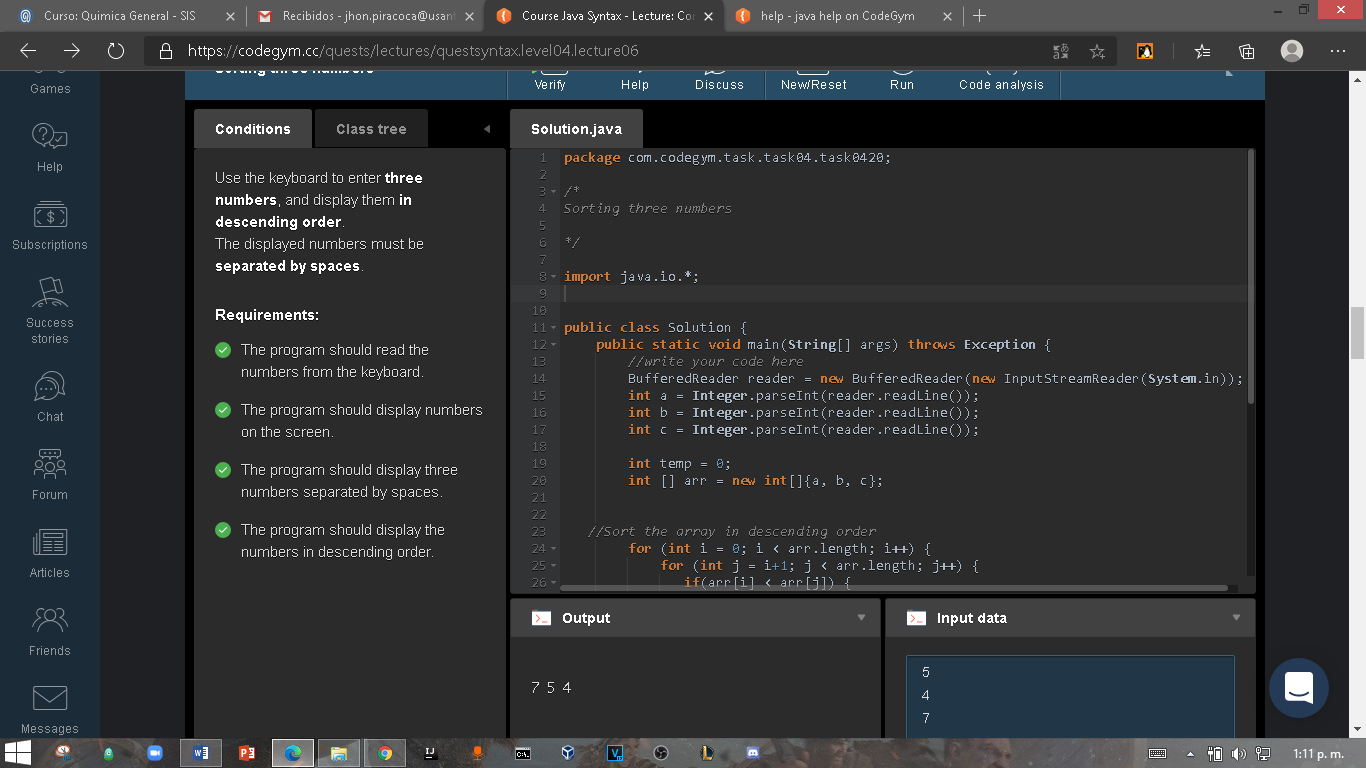 Curso: Quimica General - SIS
Recibidos - jhon.piracoca@usant
Course Java Syntax - Lecture: Co
help - java help on CodeGym
https://codegym.cc/quests/lectures/questsyntax.level04.lecture06
Sorting three numbers
Verify
Help
Discuss
New/Reset
Run
Code analysis
Games
Help
Subscriptions
Success
stories
Chat
Forum
Articles
Friends
Messages
Conditions
Class tree
Use the keyboard to enter three
numbers, and display them in
descending order.
The displayed numbers must be
separated by spaces.
Requirements:
The program should read the
numbers from the keyboard.
The program should display numbers
on the screen.
The program should display three
numbers separated by spaces.
The program should display the
numbers in descending order.
Solution.java
1 package com.codegym.task.task04.task0420;
2
3 /*
4 Sorting three numbers
5
6 */
7
8 import java.io.*;
9
10
11 public class Solution {
12 public static void main(String[] args) throws Exception {
13 //write your code here
14 BufferedReader reader = new BufferedReader(new InputStreamReader(System.in));
15 int a = Integer.parseInt(reader.readLine());
16 int b = Integer.parseInt(reader.readLine());
17 int c = Integer.parseInt(reader.readLine());
18
19 int temp = 0;
20 int [] arr = new int[]{a, b, c};
21
22
23 //Sort the array in descending order
24 for (int i = 0; i < arr.length; i++) {
25 for (int j = i+1; j < arr.length; j++) {
26 if(arr[i] < arr[j]) {
Output
7 5 4
Input data
5
4
7
1:11 p. m.